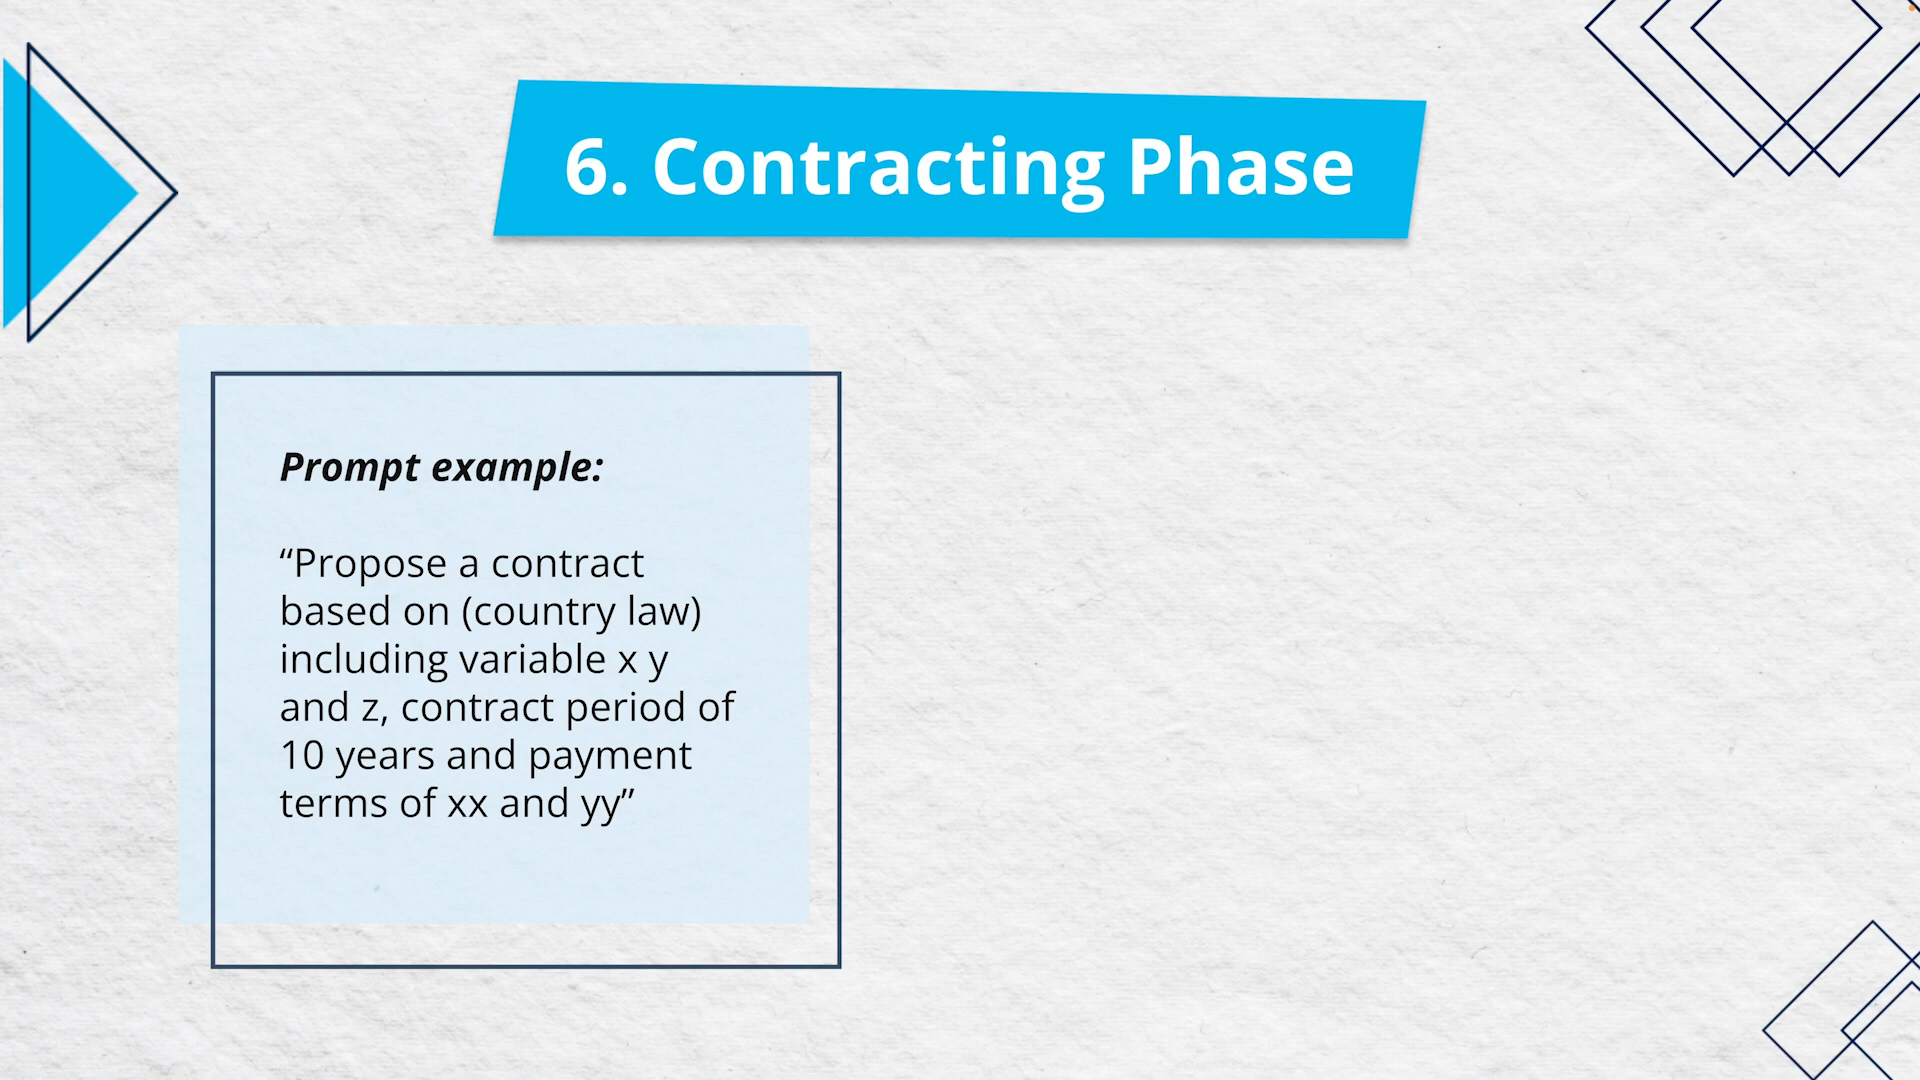 6. Contracting Phase
Prompt example:
“Propose a contract
based on (country law)
including variable x y
and z, contract period of
10 years and payment
terms of xx and yy”